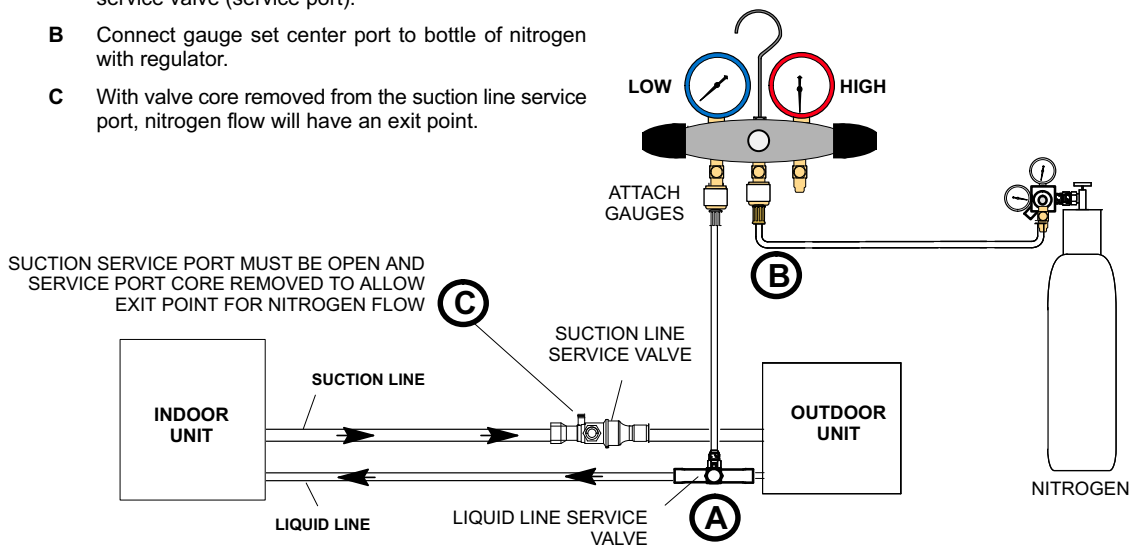 service valve (service port).
B Connect gauge set center port to bottle of nitrogen
with regulator.
C With valve core removed from the suction line service
port, nitrogen flow will have an exit point.
LOW
HIGH
ATTACH
GAUGES
B
SUCTION SERVICE PORT MUST BE OPEN AND
SERVICE PORT CORE REMOVED TO ALLOW
EXIT POINT FOR NITROGEN FLOW
C
SUCTION LINE
SERVICE VALVE
SUCTION LINE
INDOOR
UNIT
OUTDOOR
UNIT
NITROGEN
LIQUID LINE
LIQUID LINE SERVICE
VALVE
A